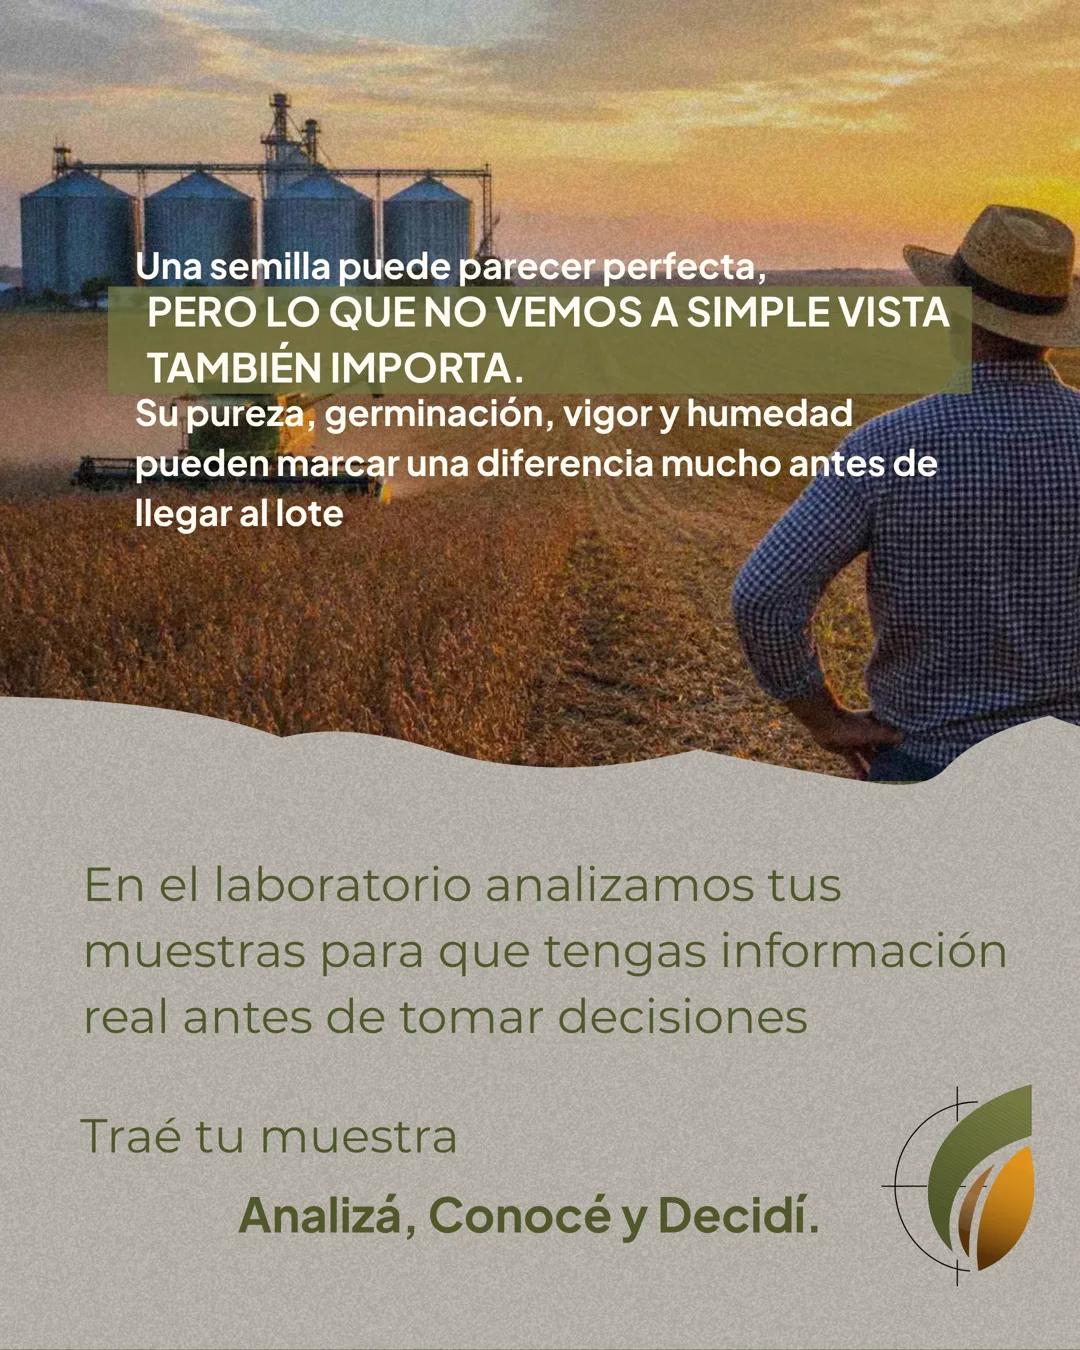 Una semilla puede parecer perfecta,
PERO LO QUE NO VEMOS A SIMPLE VISTA
TAMBIÉN IMPORTA.
Su pureza, germinación, vigor y humedad
pueden marcar una diferencia mucho antes de
llegar al lote
En el laboratorio analizamos tus
muestras para que tengas información
real antes de tomar decisiones
Traé tu muestra
Analizá, Conocé y Decidí.